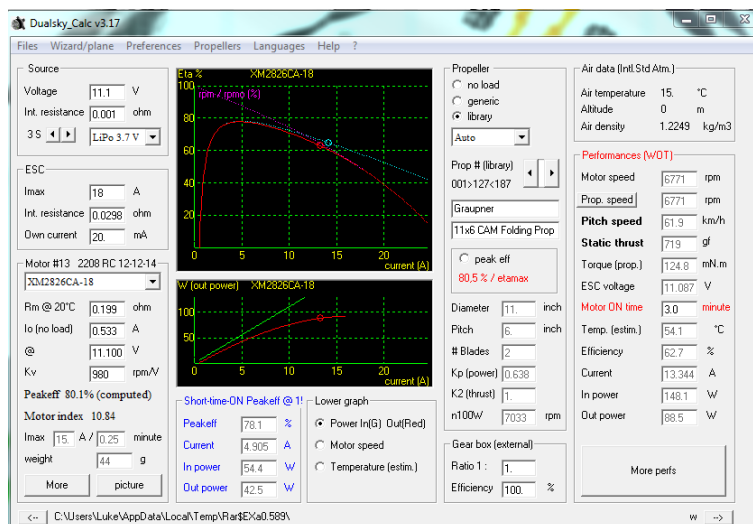 Dualsky_Calc v3.17
Files Wizard/plane Preferences Propellers Languages Help ?
Source
Voltage 11.1 V
Int. resistance 0.001 ohm
3 S LiPo 3.7 V
ESC
Imax 18 A
Int. resistance 0.0298 ohm
Own current 20. mA
Motor #13 2208 RC 12-12-14
XM2826CA-18
Rm @ 20°C 0.199 ohm
Io (no load) 0.533 A
@ 11.100 V
Kv 980 rpm/V
Peakeff 80.1% (computed)
Motor index 10.84
Imax 15. A / 0.25 minute
weight 44 g
More picture
Eta % XM2826CA-18
100
rpm / rpmo (%)
80
60
40
20
0
0 5 10 15 20
current (A)
W (out power) XM2826CA-18
100
50
0
0 5 10 15 20
current (A)
Short-time-ON Peakeff @ 1!
Peakeff 78.1 %
Current 4.905 A
In power 54.4 W
Out power 42.5 W
Lower graph
Power In(G) Out(Red)
Motor speed
Temperature (estim.)
Propeller
no load
generic
library
Auto
Prop # (library)
001>127<187
Graupner
11x6 CAM Folding Prop
peak eff
80,5 % / etamax
Diameter 11. inch
Pitch 6. inch
# Blades 2
Kp (power) 0.638
K2 (thrust) 1.
n100W 7033 rpm
Gear box (external)
Ratio 1 : 1.
Efficiency 100. %
Air data (Intl.Std Atm.)
Air temperature 15. °C
Altitude 0 m
Air density 1.2249 kg/m3
Performances (WOT)
Motor speed 6771 rpm
Prop. speed 6771 rpm
Pitch speed 61.9 km/h
Static thrust 719 gf
Torque (prop.) 124.8 mN.m
ESC voltage 11.087 V
Motor ON time 3.0 minute
Temp. (estim.) 54.1 °C
Efficiency 62.7 %
Current 13.344 A
In power 148.1 W
Out power 88.5 W
More perfs
<-- C:\Users\Luke\AppData\Local\Temp\Rar$EXa0.589\ w -->